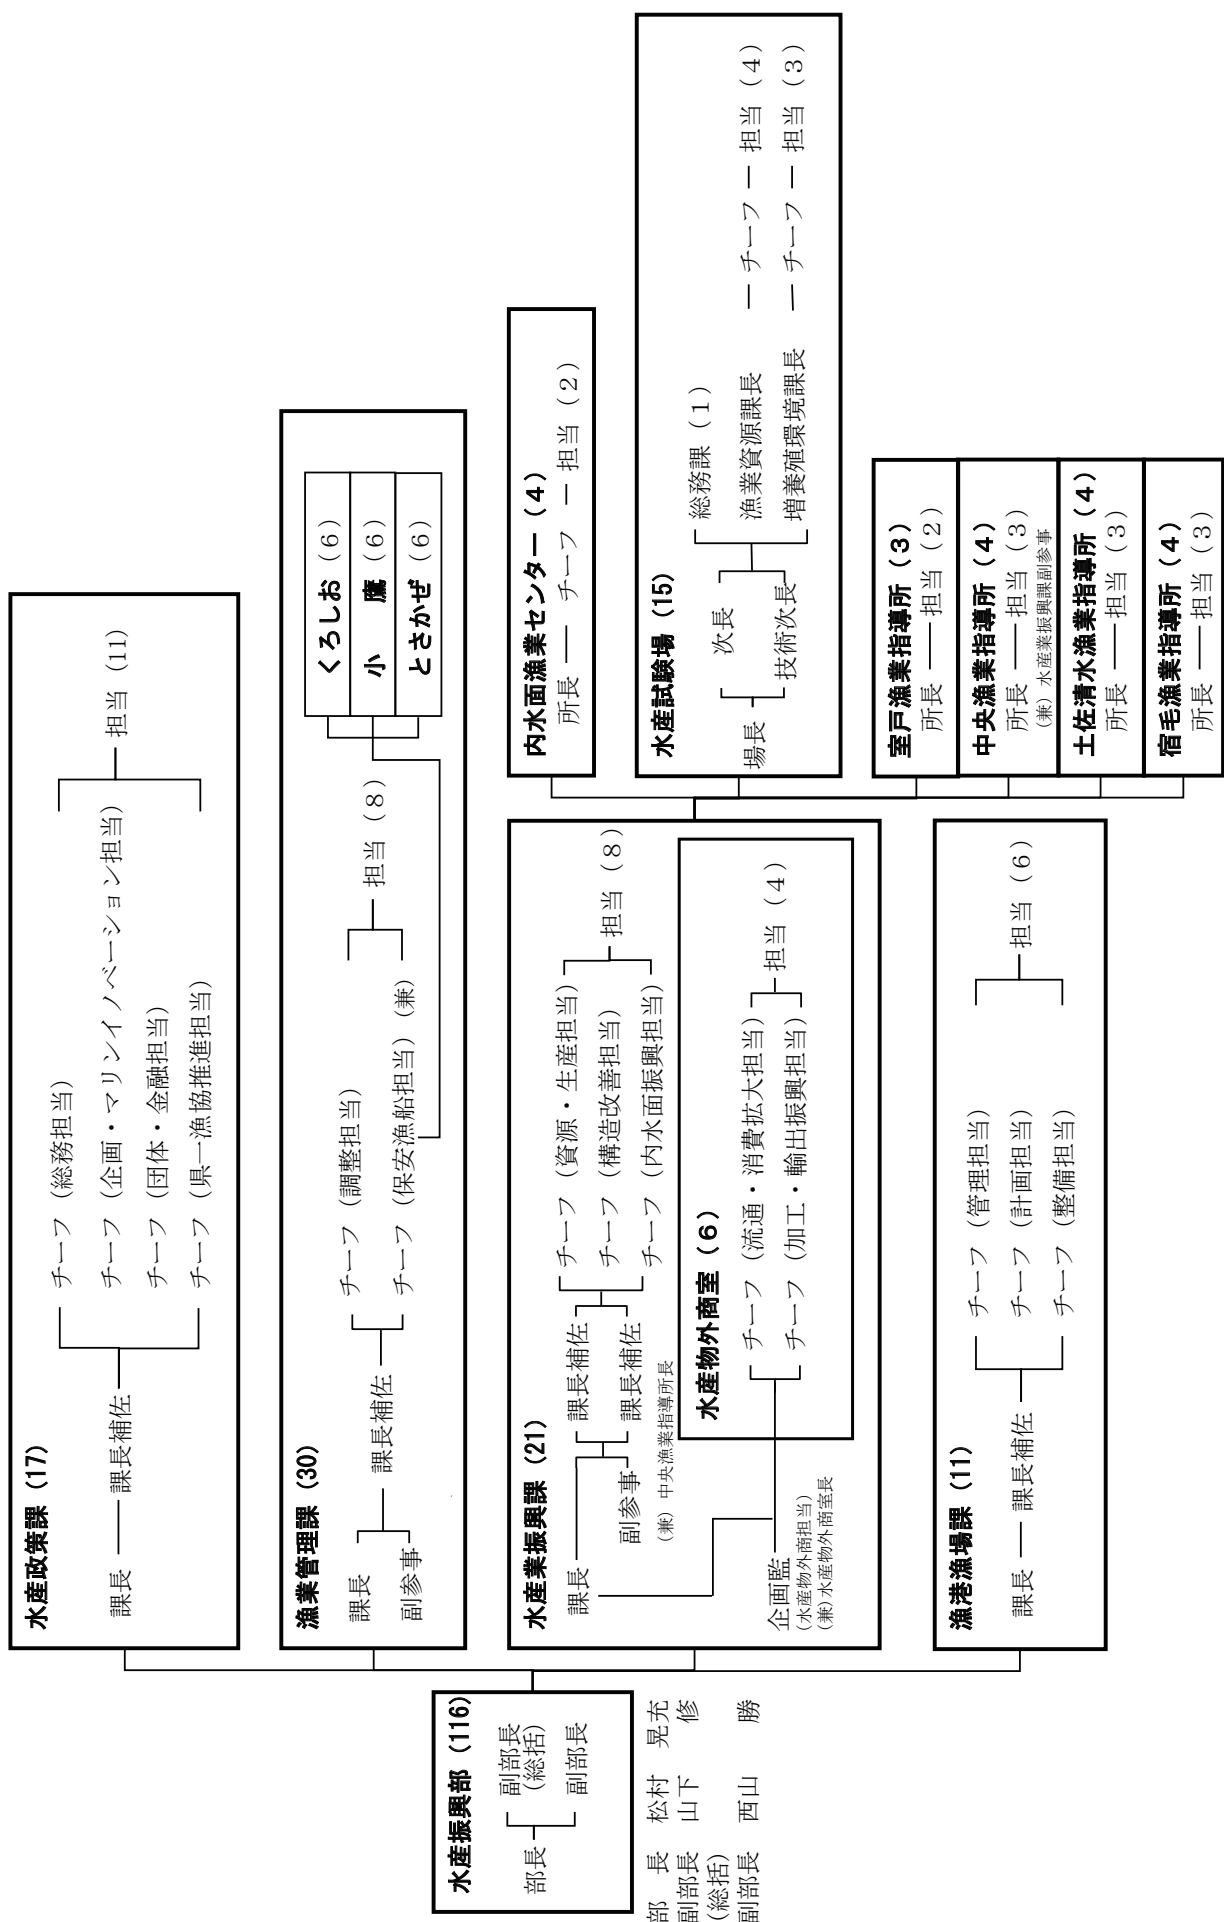 水産振興部（116）
部長
副部長
(総括)
副部長
部　長　松村　晃充
副部長　山下　修
(総括)
副部長　西山　勝
水産政策課（17）
課長
課長補佐
チーフ（総務担当）
チーフ（企画・マリンイノベーション担当）
チーフ（団体・金融担当）
チーフ（県一漁協推進担当）
担当（11）
漁業管理課（30）
課長
副参事
課長補佐
チーフ（調整担当）
チーフ（保安漁船担当）（兼）
担当（８）
くろしお（６）
小　鷹（６）
とさかぜ（６）
水産業振興課（21）
課長
副参事
（兼）中央漁業指導所長
課長補佐
課長補佐
チーフ（資源・生産担当）
チーフ（構造改善担当）
チーフ（内水面振興担当）
担当（８）
企画監
(水産物外商担当)
(兼)水産物外商室長
水産物外商室（６）
チーフ（流通・消費拡大担当）
チーフ（加工・輸出振興担当）
担当（４）
漁港漁場課（11）
課長
課長補佐
チーフ（管理担当）
チーフ（計画担当）
チーフ（整備担当）
担当（６）
内水面漁業センター（４）
所長　チーフ　担当（２）
水産試験場（15）
場長
次長
技術次長
総務課（１）
漁業資源課長　チーフ　担当（４）
増養殖環境課長　チーフ　担当（３）
室戸漁業指導所（３）
所長　担当（２）
中央漁業指導所（４）
所長　担当（３）
（兼）水産業振興課副参事
土佐清水漁業指導所（４）
所長　担当（３）
宿毛漁業指導所（４）
所長　担当（３）